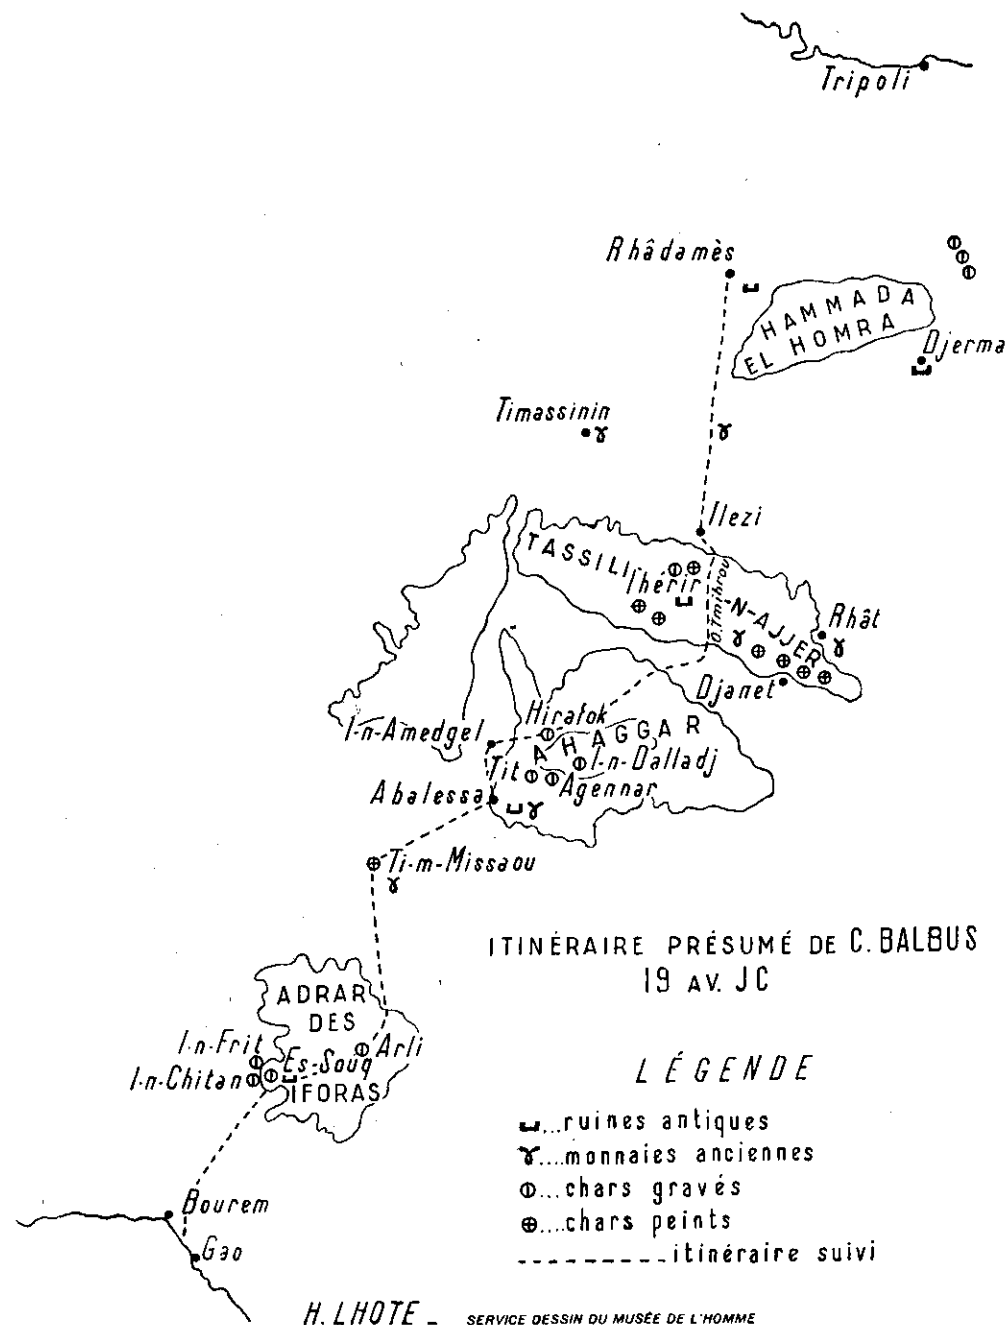 Tripoli
Rhâdamès
HAMMADA
EL HOMRA
Djerma
Timassinin
Ilezi
TASSILI
-N-AJJER
Ihérir
O.Tmihrou
Rhât
Djanet
Hirafok
I-n-Amedgel
AHAGGAR
I-n-Dalladj
Tit
Agennar
Abalessa
Ti-m-Missaou
ITINÉRAIRE PRÉSUMÉ DE C. BALBUS
19 AV. JC
ADRAR
DES
IFORAS
Arli
I-n-Frit
Es-Souq
I-n-Chitan
LÉGENDE
ruines antiques
monnaies anciennes
chars gravés
chars peints
itinéraire suivi
Bourem
Gao
H. LHOTE _ SERVICE DESSIN DU MUSÉE DE L'HOMME